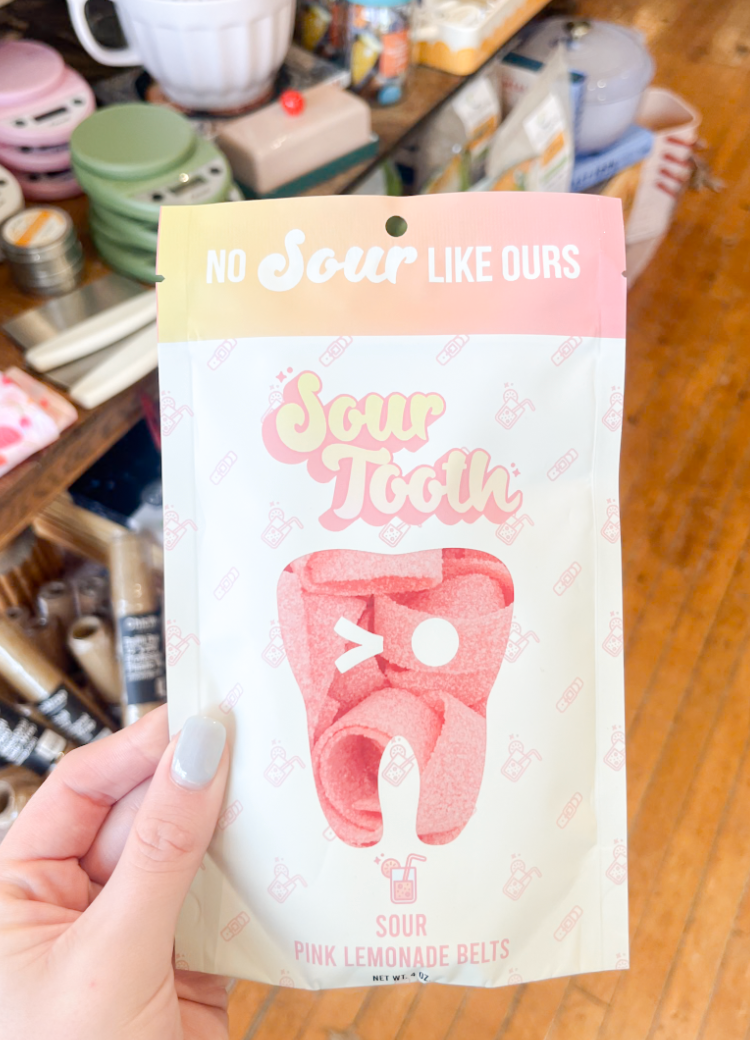 NO Sour LIKE OURS
Sour
Tooth
SOUR
PINK LEMONADE BELTS
NET WT. 4 OZ